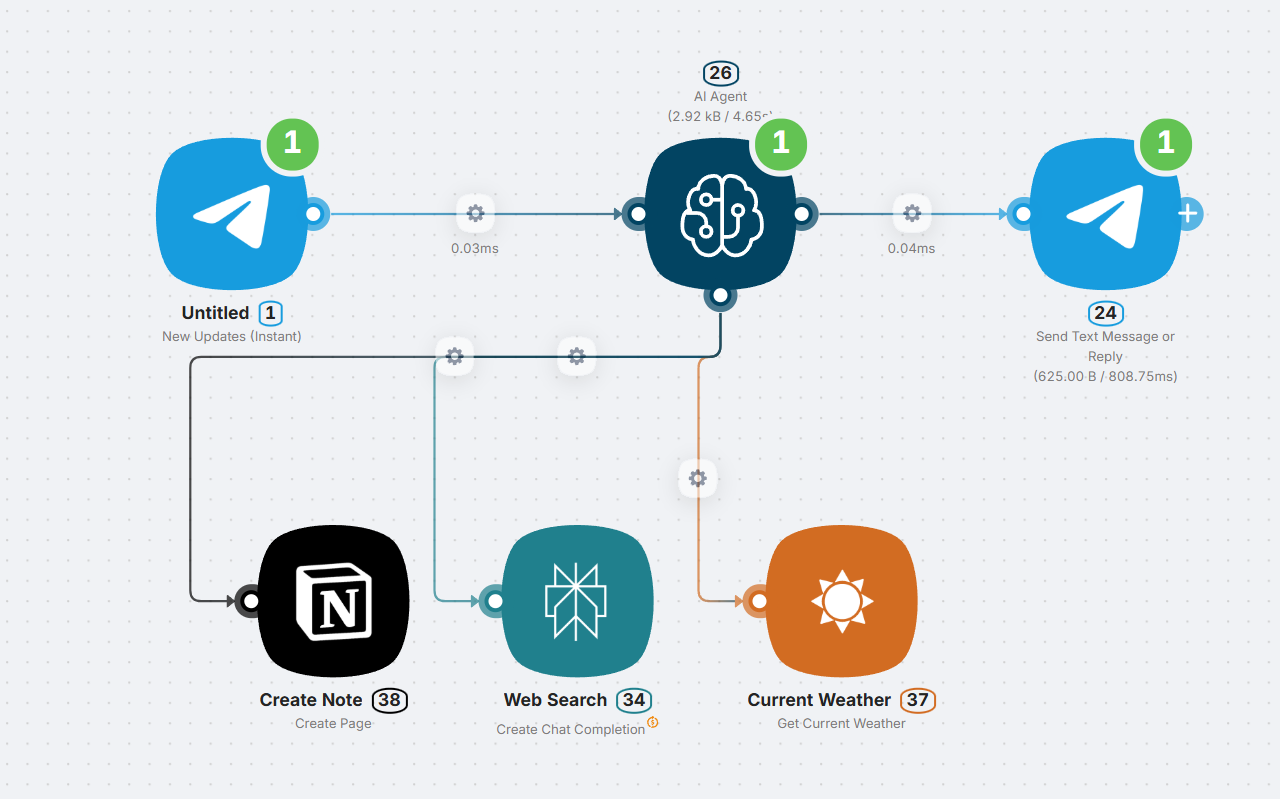 26
AI Agent
(2.92 kB / 4.65s)
1
1
1
0.03ms
0.04ms
Untitled 1
New Updates (Instant)
24
Send Text Message or
Reply
(625.00 B / 808.75ms)
N
Create Note 38
Create Page
Web Search 34
Create Chat Completion
Current Weather 37
Get Current Weather